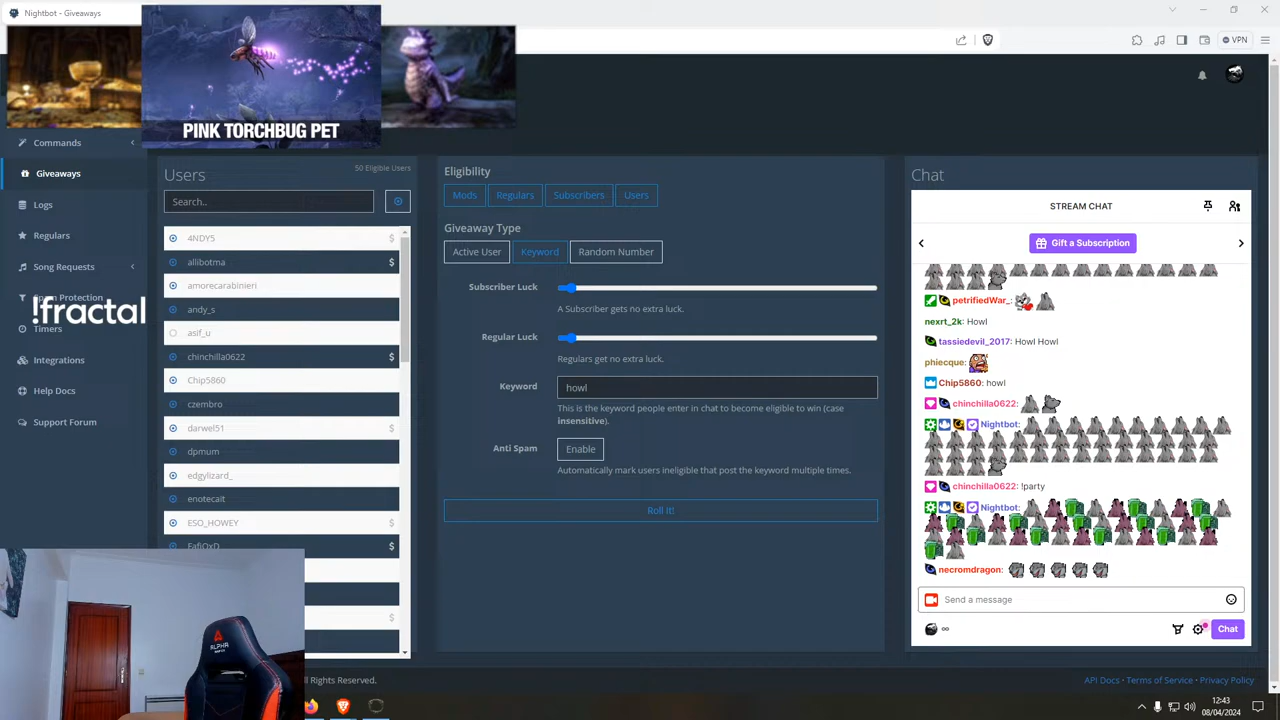 Nightbot - Giveaways
VPN
PINK TORCHBUG PET
Commands
Giveaways
Logs
Regulars
Song Requests
Spam Protection
!fractal
Timers
Integrations
Help Docs
Support Forum
Users
50 Eligible Users
Search..
4NDY5 $
allibotma $
amorecarabinieri
andy_s
asif_u
chinchilla0622 $
Chip5860
czembro
darwel51 $
dpmum
edgylizard_
enotecait
ESO_HOWEY $
FafiOxD $
$
ALPHA
Eligibility
Mods
Regulars
Subscribers
Users
Giveaway Type
Active User
Keyword
Random Number
Subscriber Luck
A Subscriber gets no extra luck.
Regular Luck
Regulars get no extra luck.
Keyword
howl
This is the keyword people enter in chat to become eligible to win (case
insensitive).
Anti Spam
Enable
Automatically mark users ineligible that post the keyword multiple times.
Roll It!
Chat
STREAM CHAT
Gift a Subscription
petrifiedWar_:
nexrt_2k: Howl
tassiedevil_2017: Howl Howl
phiecque:
Chip5860: howl
chinchilla0622:
Nightbot:
chinchilla0622: !party
Nightbot:
necromdragon:
Send a message
∞
Chat
All Rights Reserved.
API Docs · Terms of Service · Privacy Policy
12:43
08/04/2024